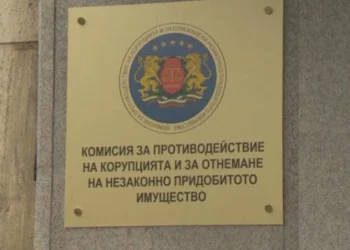 КОМИСИЯ ЗА ПРОТИВОДЕЙСТВИЕ
НА КОРУПЦИЯТА И ЗА ОТНЕМАНЕ
НА НЕЗАКОННО ПРИДОБИТОТО
ИМУЩЕСТВО